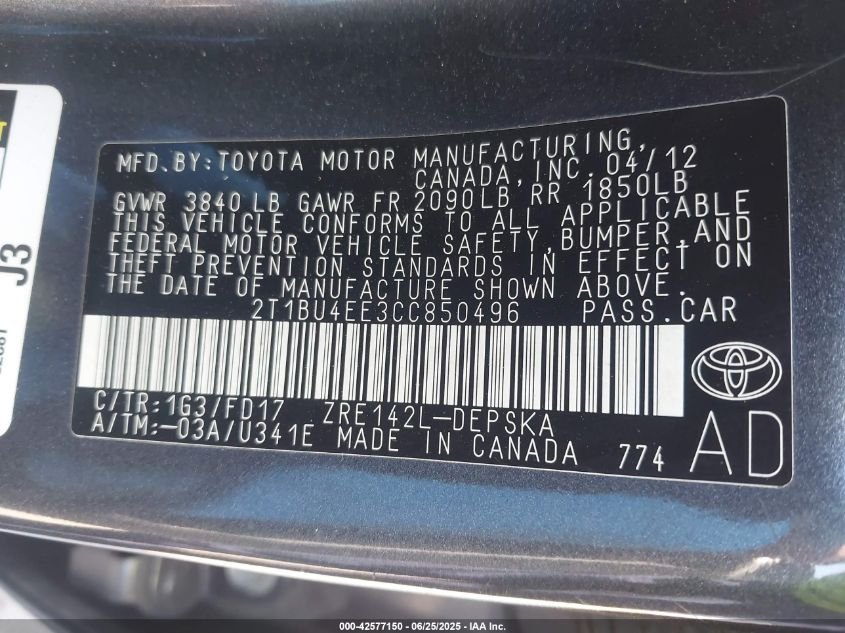 MFD.BY:TOYOTA MOTOR MANUFACTURING,
CANADA,INC. 04/12
GVWR 3840 LB GAWR FR 2090LB RR 1850LB
THIS VEHICLE CONFORMS TO ALL APPLICABLE
FEDERAL MOTOR VEHICLE SAFETY,BUMPER,AND
THEFT PREVENTION STANDARDS IN EFFECT ON
THE DATE OF MANUFACTURE SHOWN ABOVE.
2T1BU4EE3CC850496 PASS.CAR
C/TR:1G3/FD17 ZRE142L-DEPSKA
A/TM:-03A/U341E MADE IN CANADA 774
AD
J3
000-42577150 - 06/25/2025 - IAA Inc.